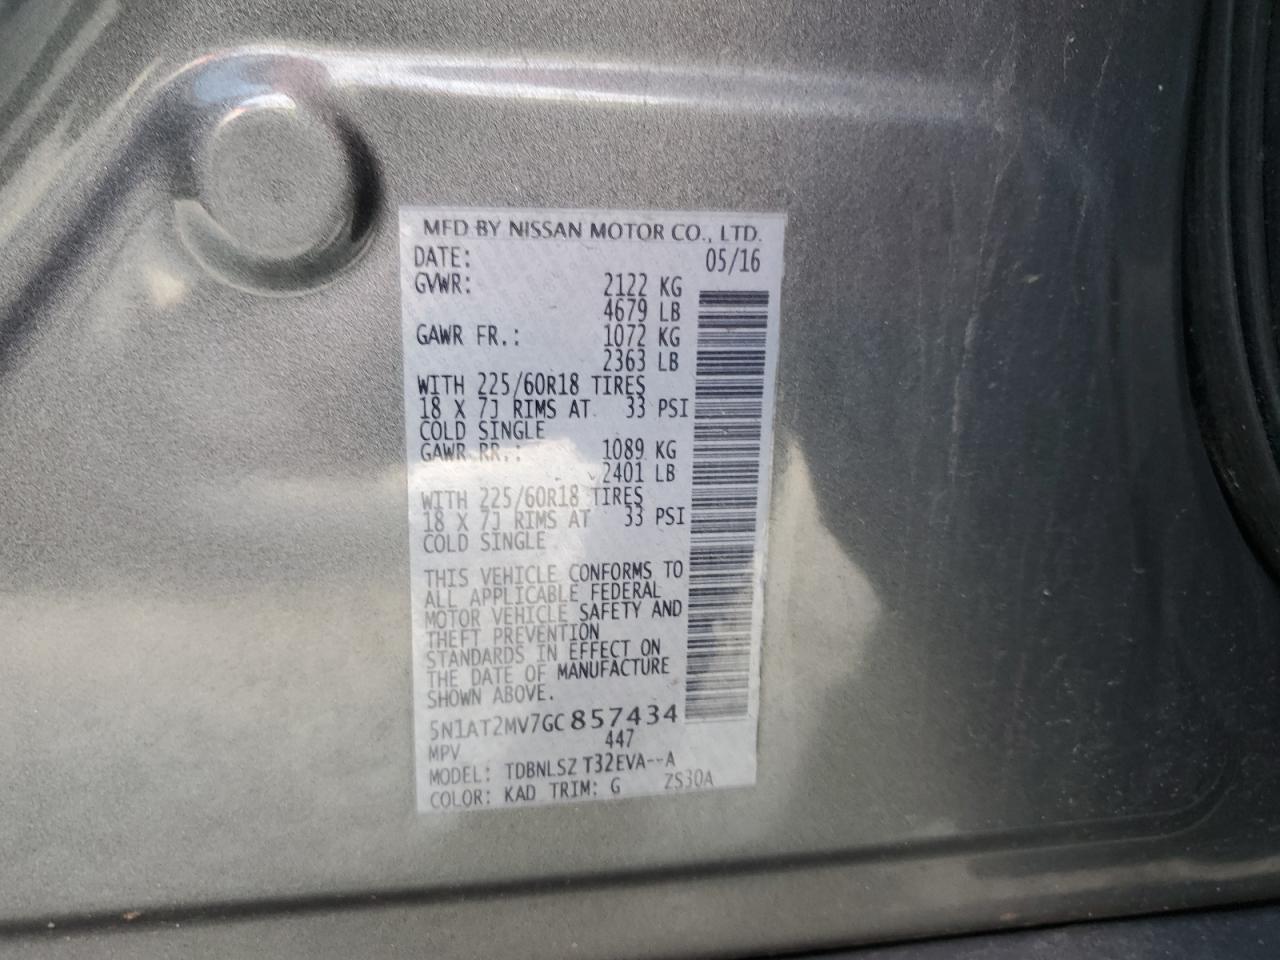 MFD BY NISSAN MOTOR CO., LTD.
DATE: 05/16
GVWR: 2122 KG
4679 LB
GAWR FR.: 1072 KG
2363 LB
WITH 225/60R18 TIRES
18 X 7J RIMS AT 33 PSI
COLD SINGLE
GAWR RR.: 1089 KG
2401 LB
WITH 225/60R18 TIRES
18 X 7J RIMS AT 33 PSI
COLD SINGLE
THIS VEHICLE CONFORMS TO
ALL APPLICABLE FEDERAL
MOTOR VEHICLE SAFETY AND
THEFT PREVENTION
STANDARDS IN EFFECT ON
THE DATE OF MANUFACTURE
SHOWN ABOVE.
5N1AT2MV7GC857434
MPV 447
MODEL: TDBNLSZ T32EVA--A
COLOR: KAD TRIM: G ZS30A